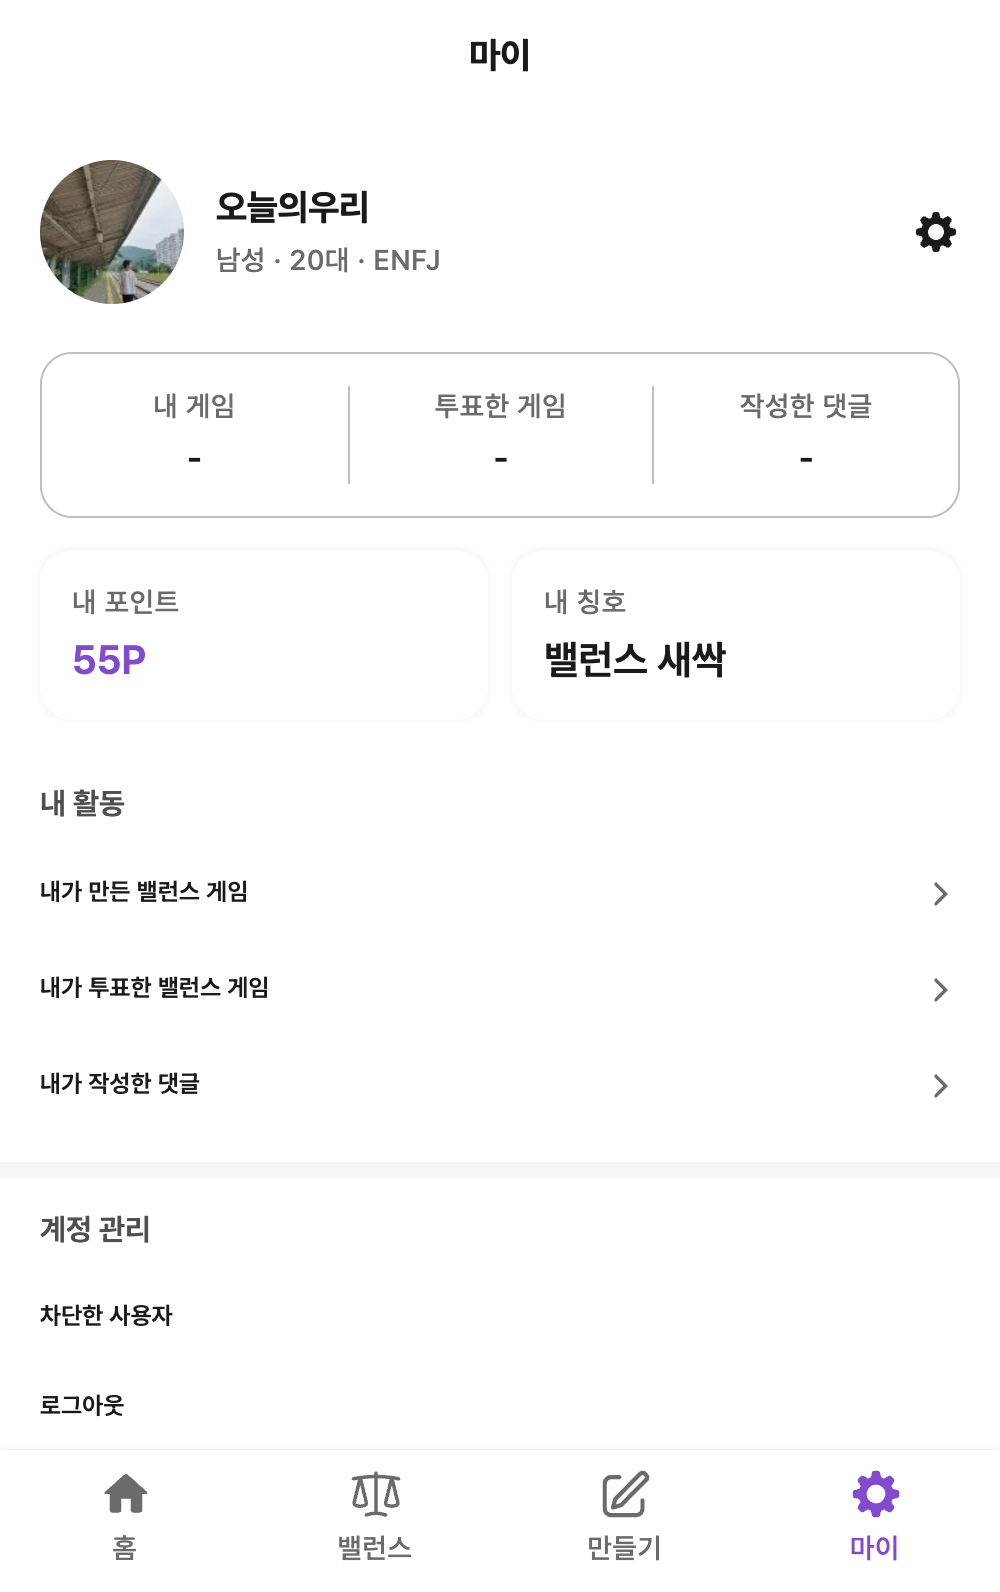 마이
오늘의우리
남성 · 20대 · ENFJ
내 게임
-
투표한 게임
-
작성한 댓글
-
내 포인트
55P
내 칭호
밸런스 새싹
내 활동
내가 만든 밸런스 게임
내가 투표한 밸런스 게임
내가 작성한 댓글
계정 관리
차단한 사용자
로그아웃
홈
밸런스
만들기
마이